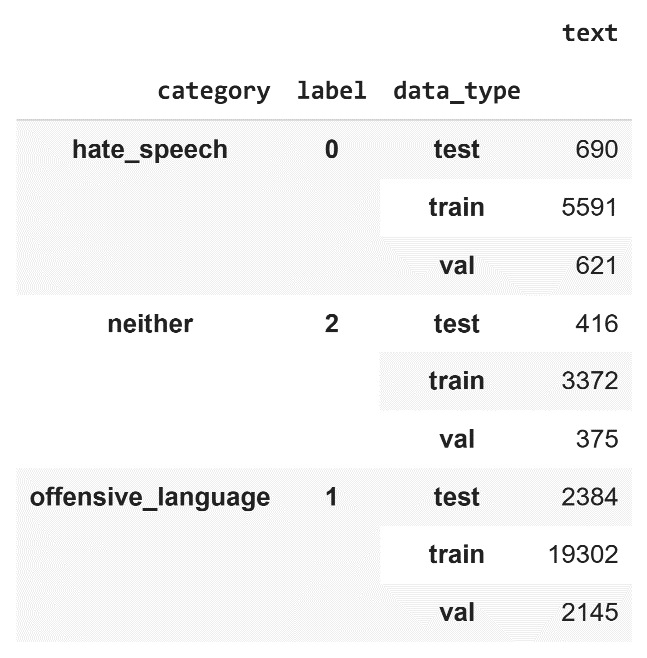 text
category label data_type
hate_speech 0 test 690
train 5591
val 621
neither 2 test 416
train 3372
val 375
offensive_language 1 test 2384
train 19302
val 2145